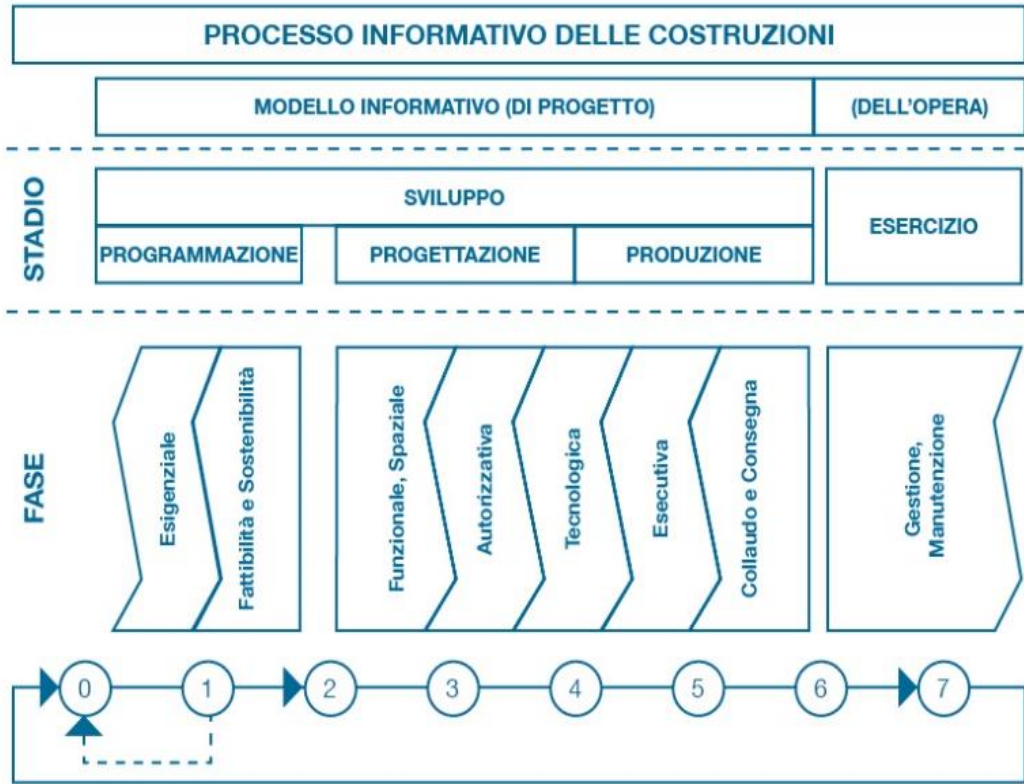 PROCESSO INFORMATIVO DELLE COSTRUZIONI
MODELLO INFORMATIVO (DI PROGETTO)
(DELL'OPERA)
STADIO
SVILUPPO
ESERCIZIO
PROGRAMMAZIONE
PROGETTAZIONE
PRODUZIONE
FASE
Esigenziale
Fattibilità e Sostenibilità
Funzionale, Spaziale
Autorizzativa
Tecnologica
Esecutiva
Collaudo e Consegna
Gestione,
Manutenzione
0
1
2
3
4
5
6
7